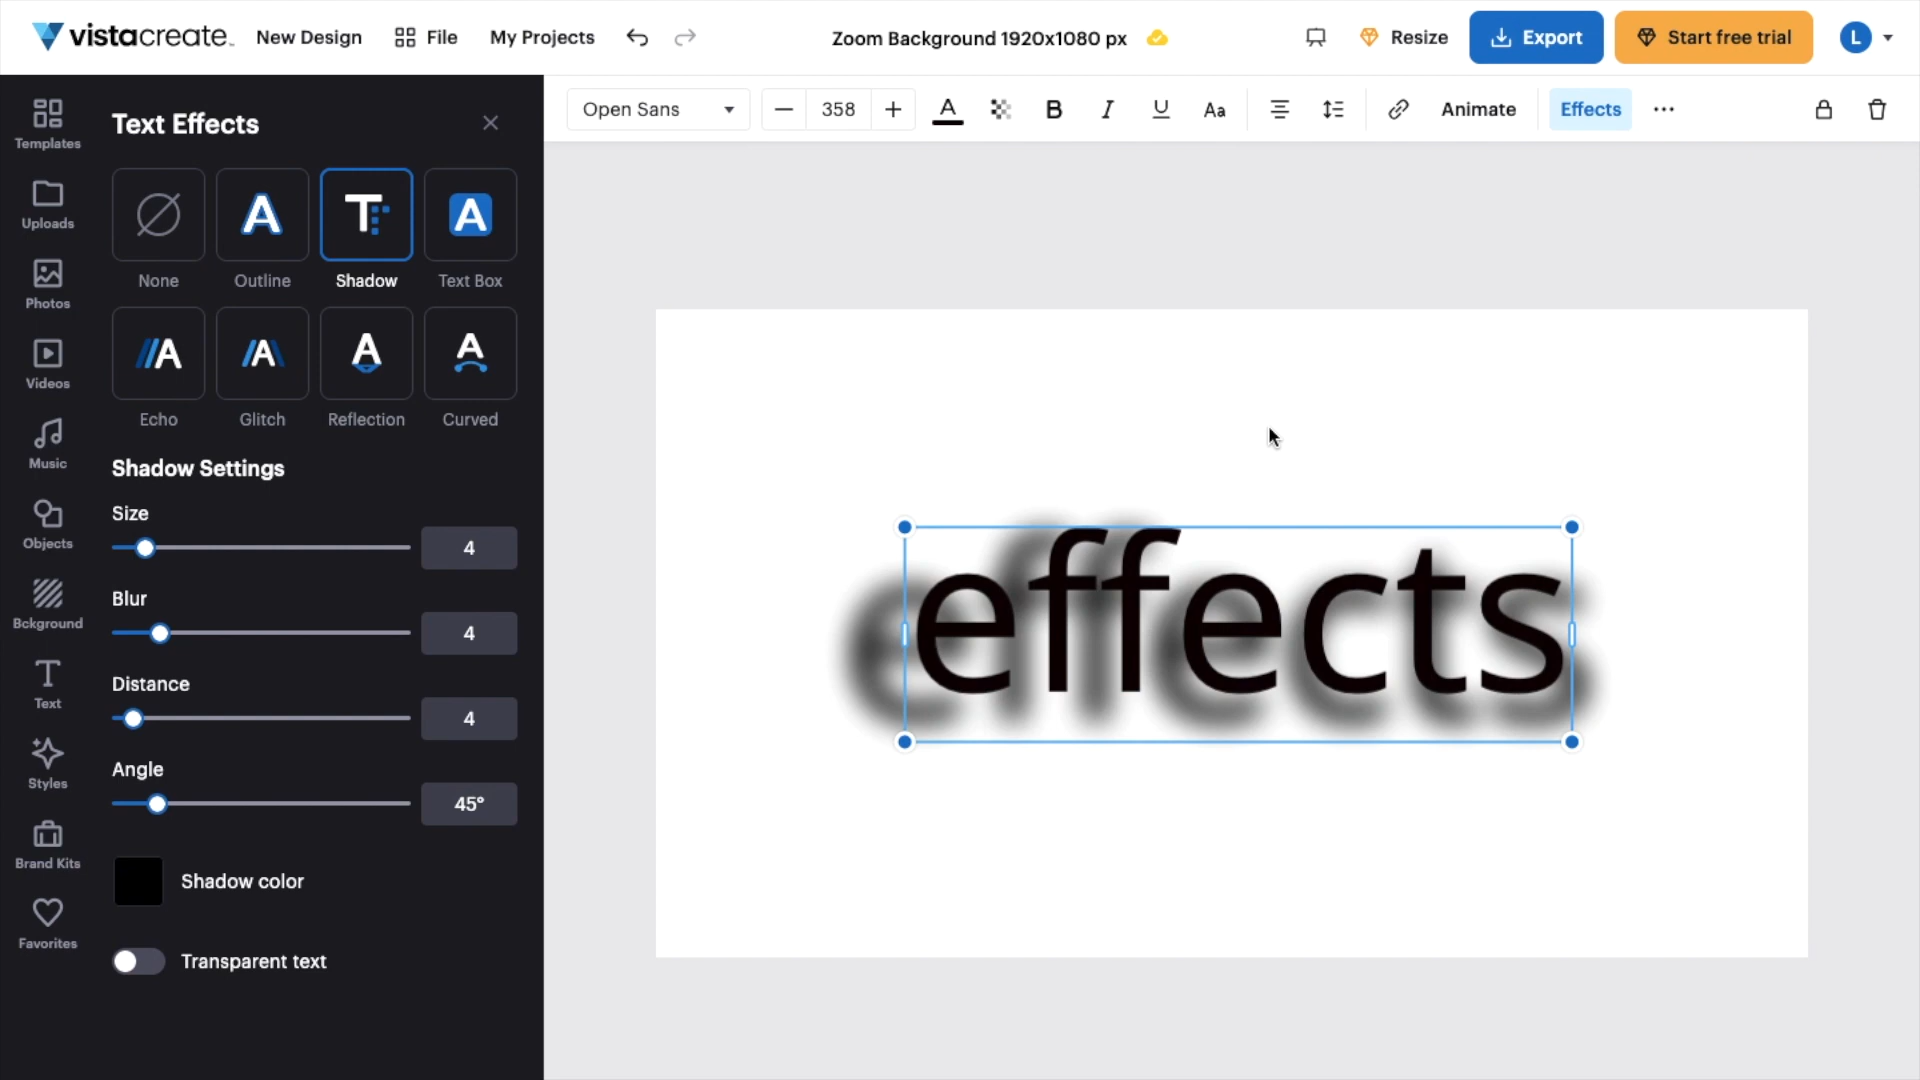 vistacreate New Design File My Projects Zoom Background 1920x1080 px Resize Export Start free trial L
Open Sans 358 A B I U Aa Animate Effects
Templates
Uploads
Photos
Videos
Music
Objects
Bckground
Text
Styles
Brand Kits
Favorites
Text Effects
None Outline Shadow Text Box
Echo Glitch Reflection Curved
Shadow Settings
Size
4
Blur
4
Distance
4
Angle
45°
Shadow color
Transparent text
effects